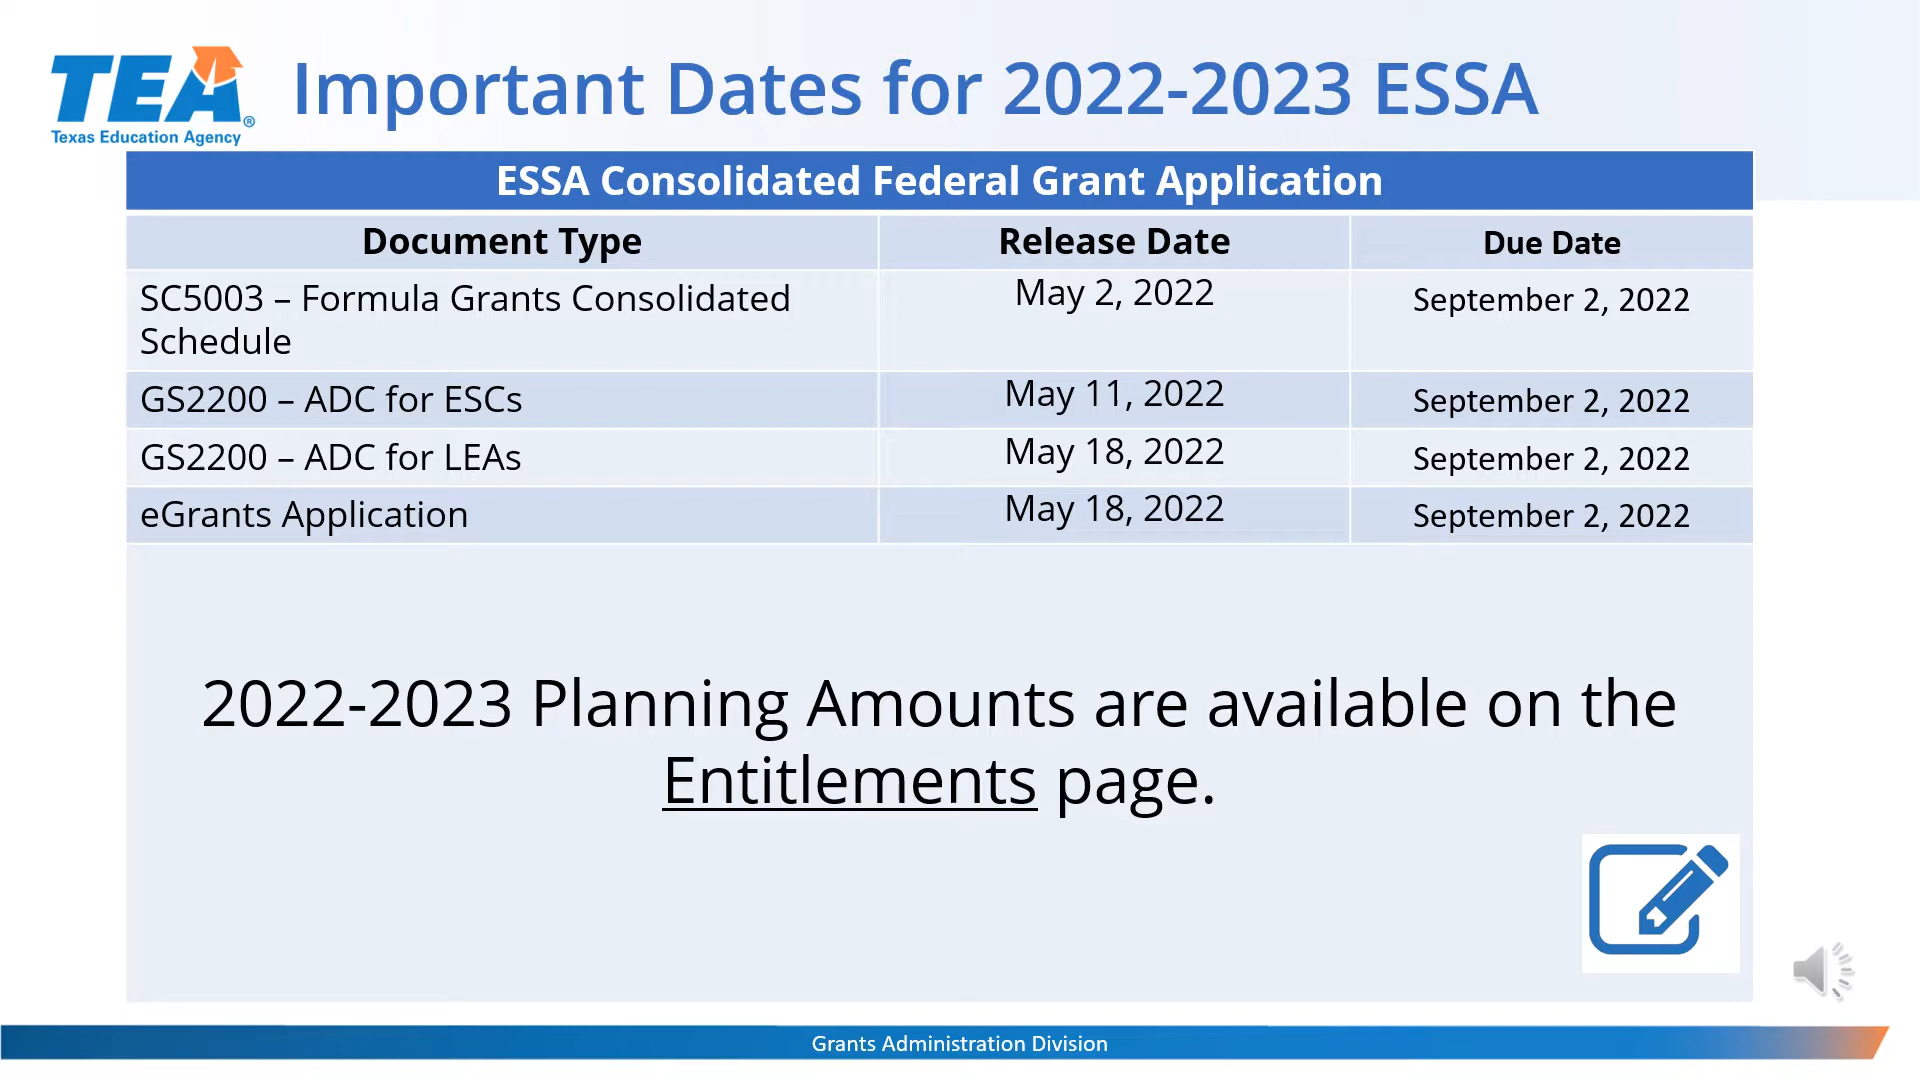 TEA®
Texas Education Agency
Important Dates for 2022-2023 ESSA
ESSA Consolidated Federal Grant Application
Document Type Release Date Due Date
SC5003 – Formula Grants Consolidated
Schedule
May 2, 2022 September 2, 2022
GS2200 – ADC for ESCs May 11, 2022 September 2, 2022
GS2200 – ADC for LEAs May 18, 2022 September 2, 2022
eGrants Application May 18, 2022 September 2, 2022
2022-2023 Planning Amounts are available on the
Entitlements page.
Grants Administration Division